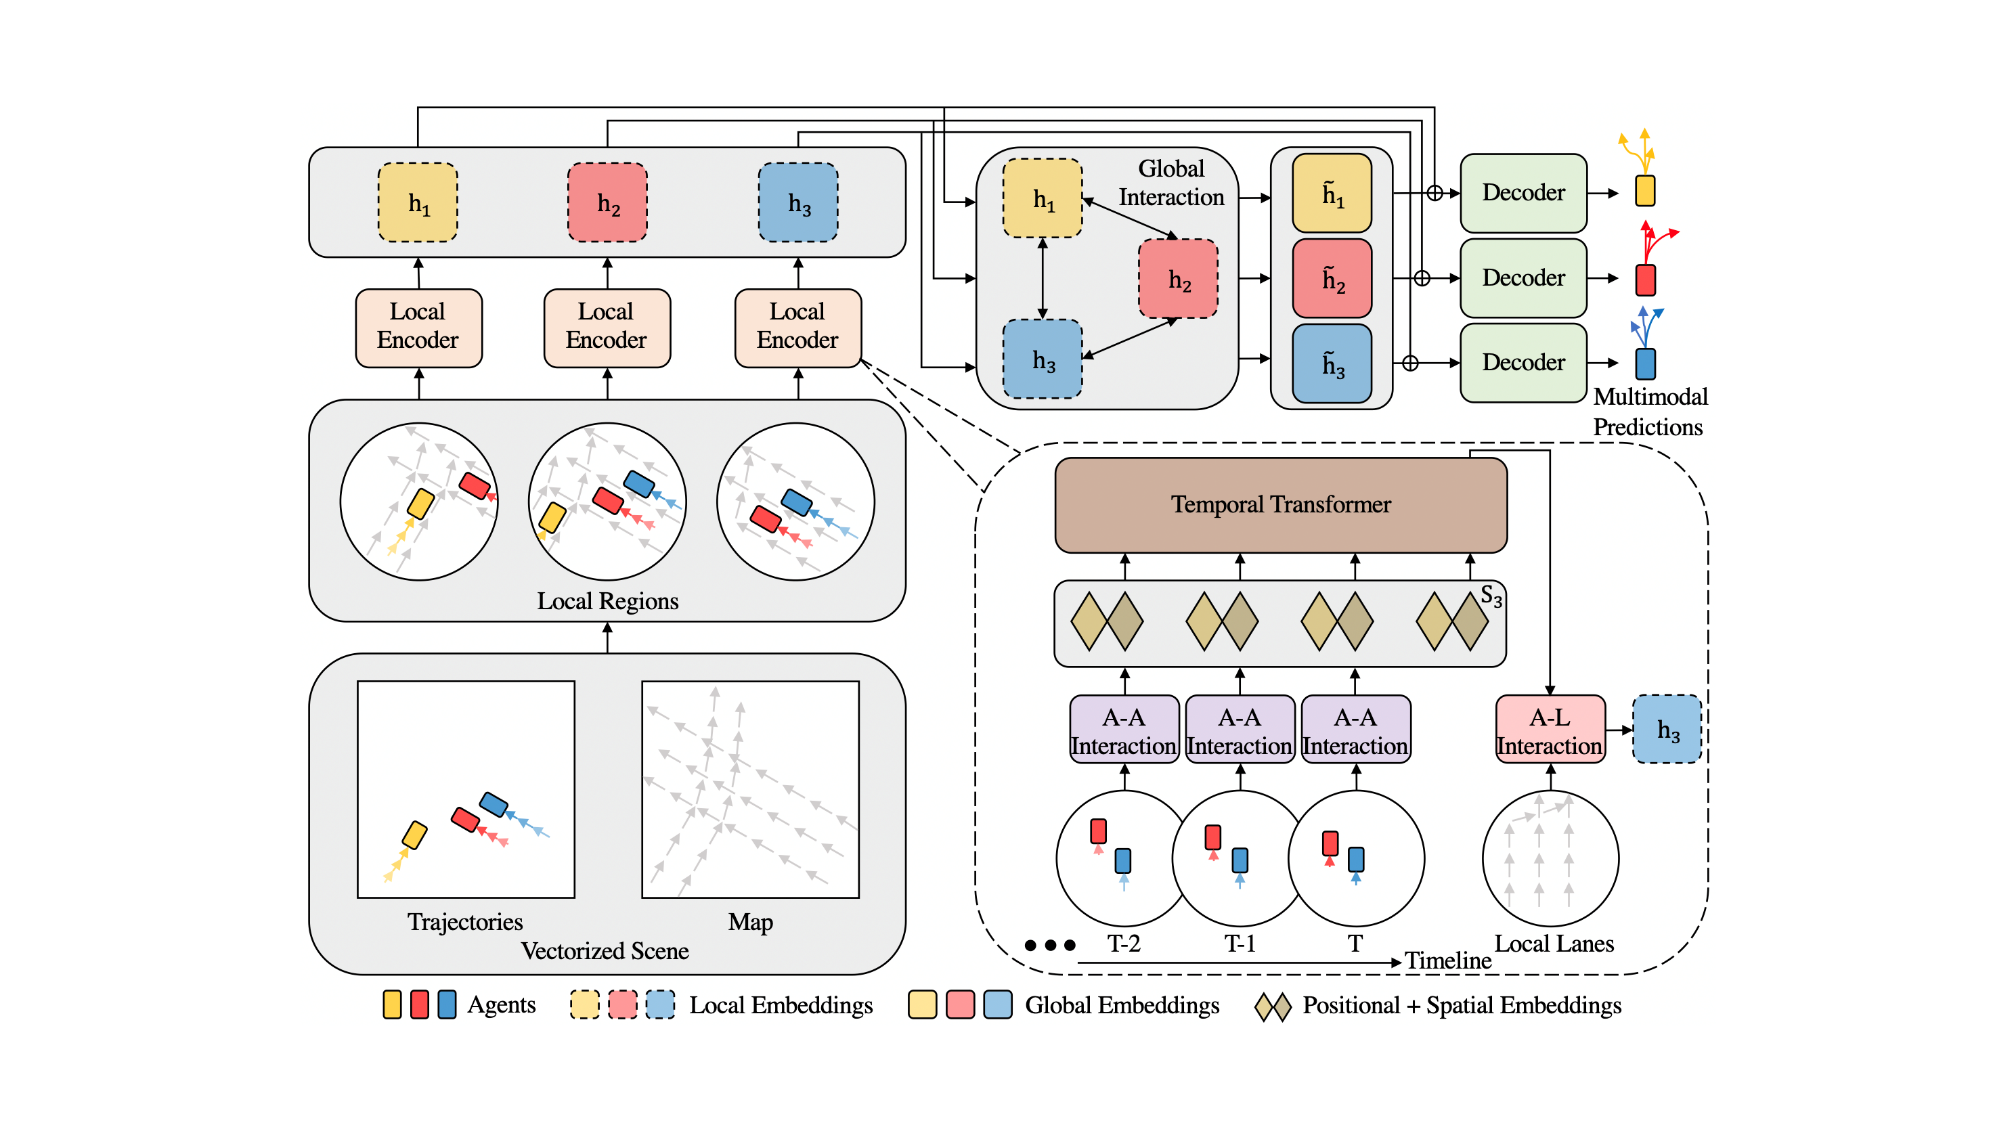 h₁
h₂
h₃
Local
Encoder
Local
Encoder
Local
Encoder
Local Regions
Trajectories
Map
Vectorized Scene
Global
Interaction
h₁
h₂
h₃
h̃₁
h̃₂
h̃₃
Decoder
Decoder
Decoder
Multimodal
Predictions
Temporal Transformer
S₃
A-A
Interaction
A-A
Interaction
A-A
Interaction
A-L
Interaction
h₃
T-2
T-1
T
Local Lanes
Timeline
Agents
Local Embeddings
Global Embeddings
Positional + Spatial Embeddings